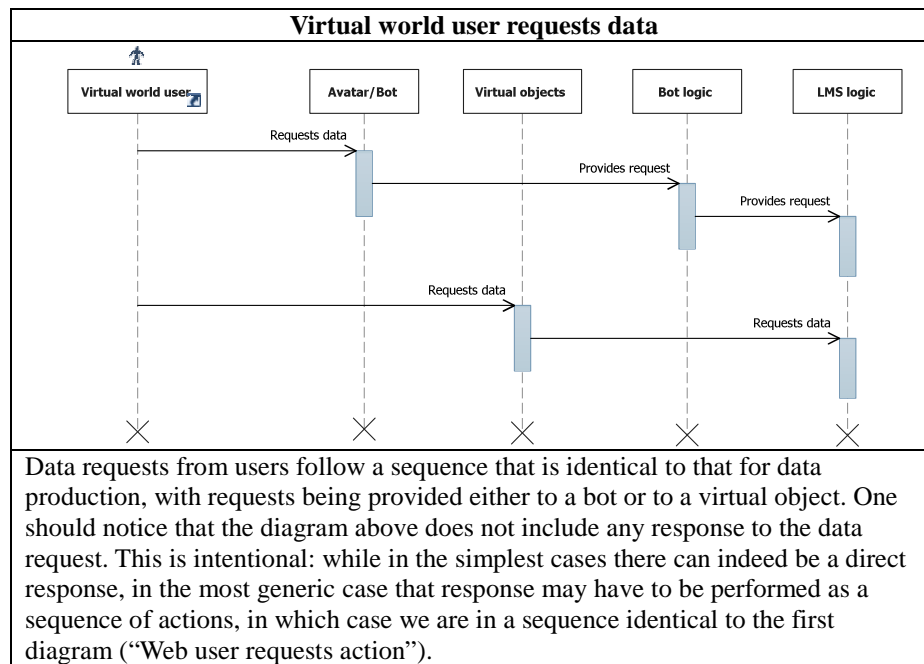 Virtual world user requests data
Virtual world user Avatar/Bot Virtual objects Bot logic LMS logic
Requests data
Provides request
Provides request
Requests data
Requests data
Data requests from users follow a sequence that is identical to that for data
production, with requests being provided either to a bot or to a virtual object. One
should notice that the diagram above does not include any response to the data
request. This is intentional: while in the simplest cases there can indeed be a direct
response, in the most generic case that response may have to be performed as a
sequence of actions, in which case we are in a sequence identical to the first
diagram (“Web user requests action”).